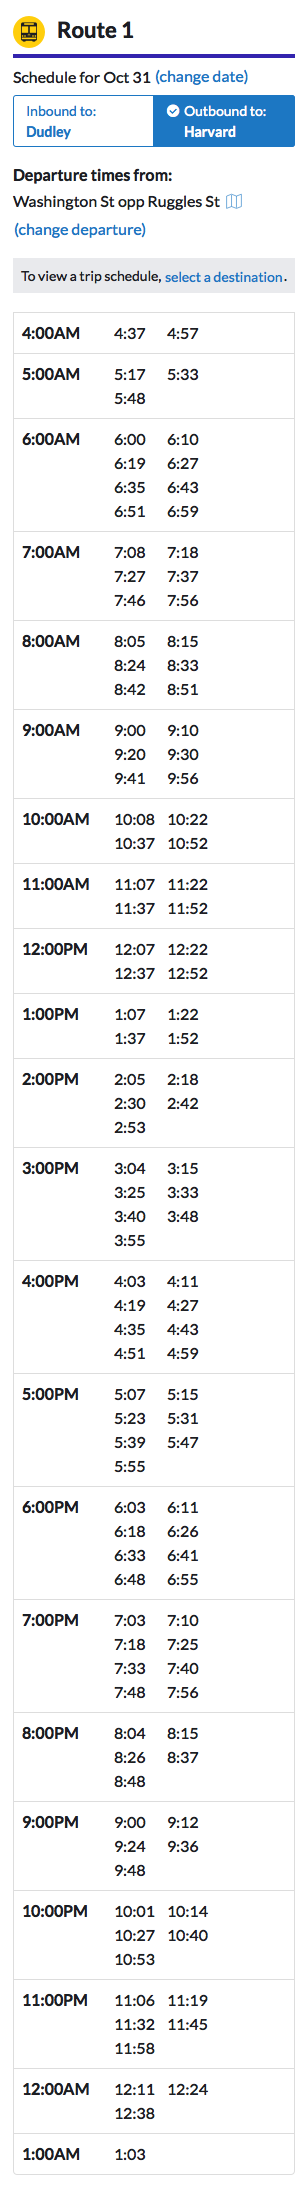 Route 1
Schedule for Oct 31 (change date)
Inbound to: Outbound to:
Dudley Harvard
Departure times from:
Washington St opp Ruggles St
(change departure)
To view a trip schedule, select a destination.
4:00AM 4:37 4:57
5:00AM 5:17 5:33
5:48
6:00AM 6:00 6:10
6:19 6:27
6:35 6:43
6:51 6:59
7:00AM 7:08 7:18
7:27 7:37
7:46 7:56
8:00AM 8:05 8:15
8:24 8:33
8:42 8:51
9:00AM 9:00 9:10
9:20 9:30
9:41 9:56
10:00AM 10:08 10:22
10:37 10:52
11:00AM 11:07 11:22
11:37 11:52
12:00PM 12:07 12:22
12:37 12:52
1:00PM 1:07 1:22
1:37 1:52
2:00PM 2:05 2:18
2:30 2:42
2:53
3:00PM 3:04 3:15
3:25 3:33
3:40 3:48
3:55
4:00PM 4:03 4:11
4:19 4:27
4:35 4:43
4:51 4:59
5:00PM 5:07 5:15
5:23 5:31
5:39 5:47
5:55
6:00PM 6:03 6:11
6:18 6:26
6:33 6:41
6:48 6:55
7:00PM 7:03 7:10
7:18 7:25
7:33 7:40
7:48 7:56
8:00PM 8:04 8:15
8:26 8:37
8:48
9:00PM 9:00 9:12
9:24 9:36
9:48
10:00PM 10:01 10:14
10:27 10:40
10:53
11:00PM 11:06 11:19
11:32 11:45
11:58
12:00AM 12:11 12:24
12:38
1:00AM 1:03